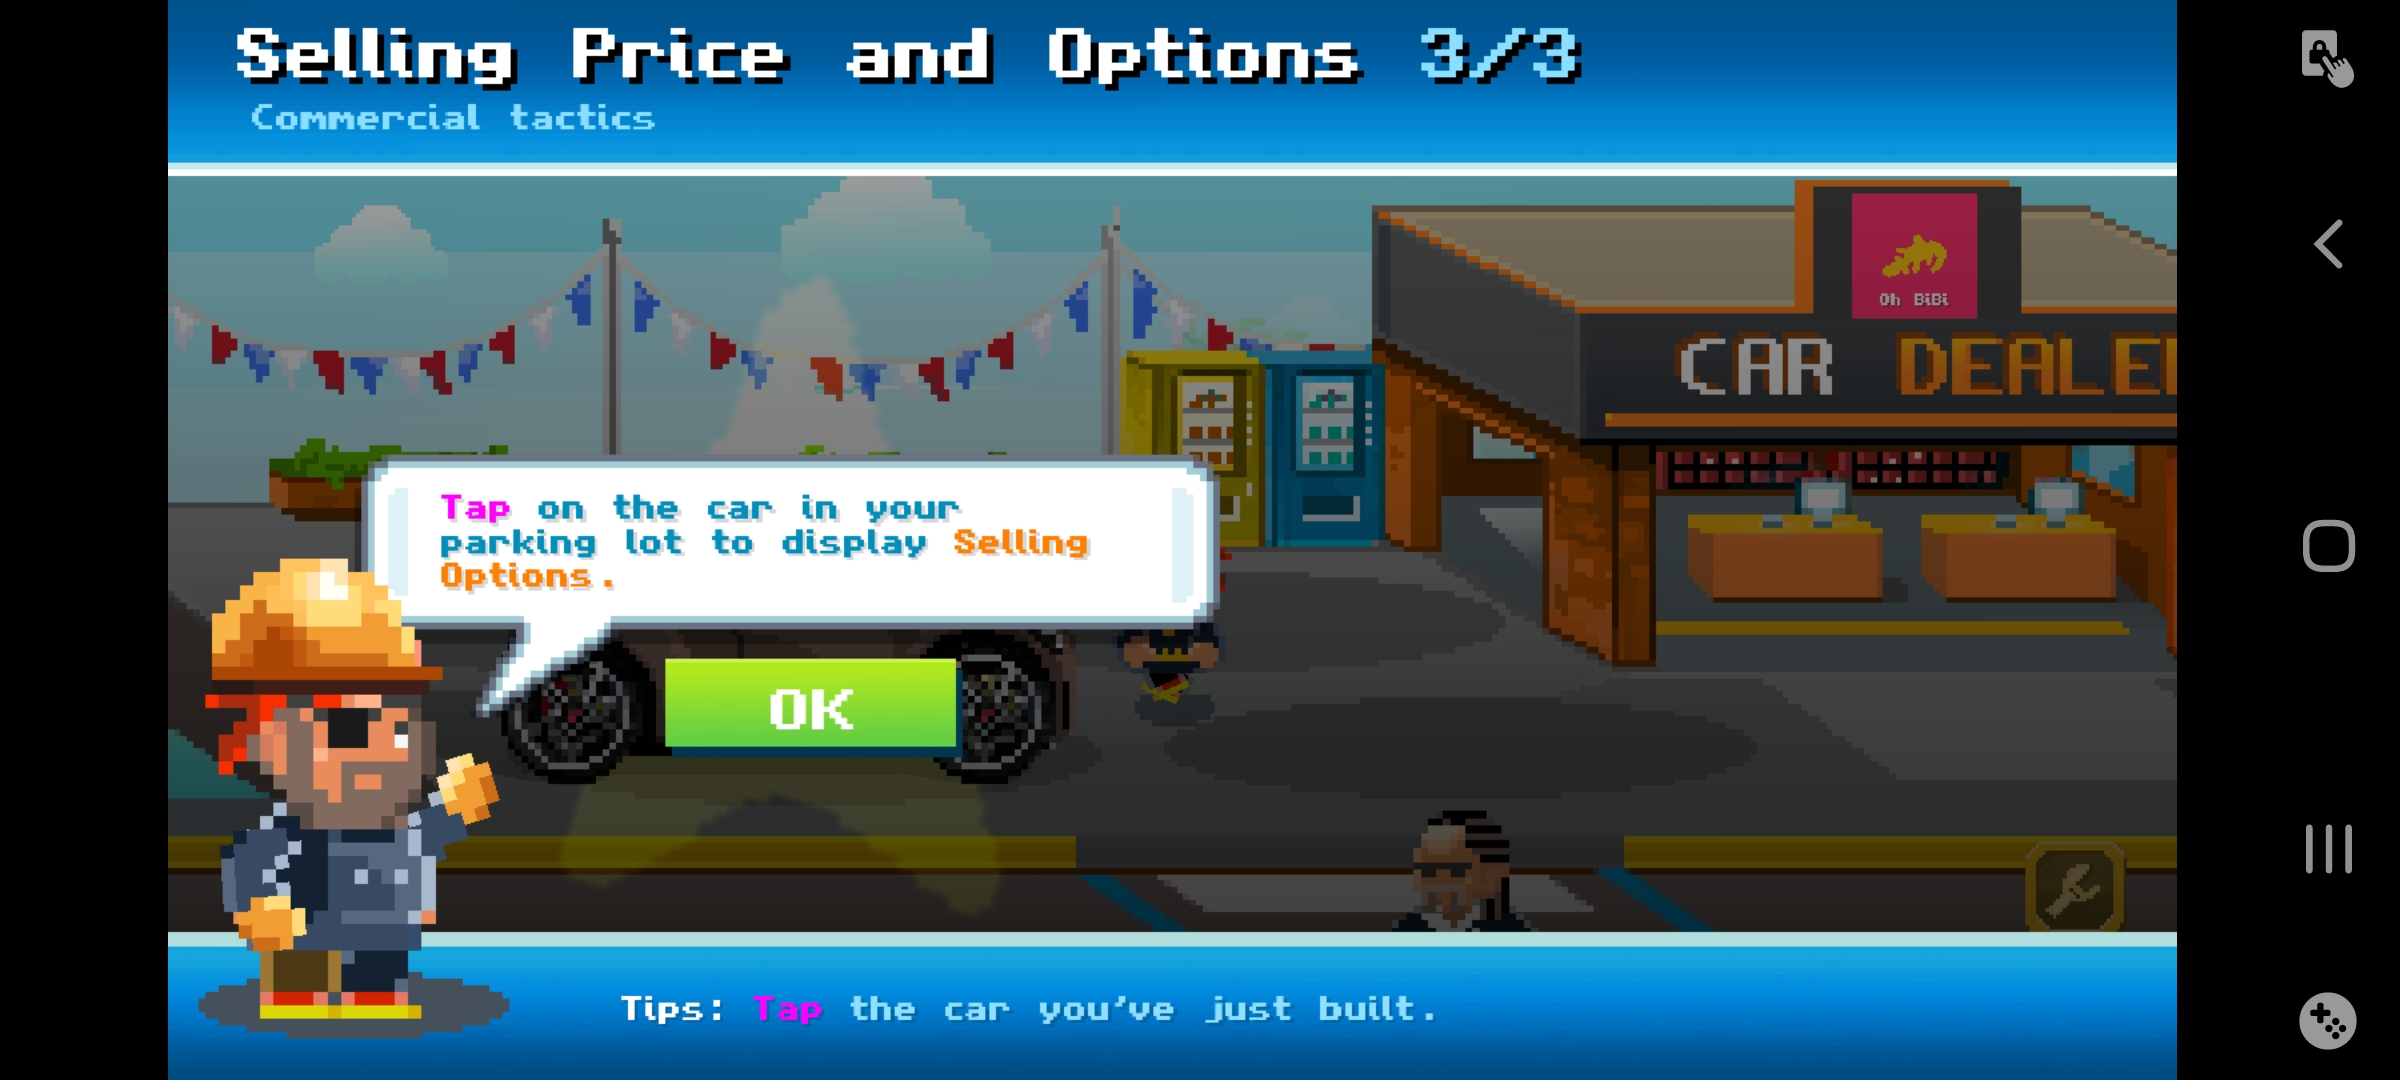 Selling Price and Options 3/3
Commercial tactics
Oh BiBi
CAR DEALE
Tap on the car in your
parking lot to display Selling
Options.
OK
Tips: Tap the car you've just built.